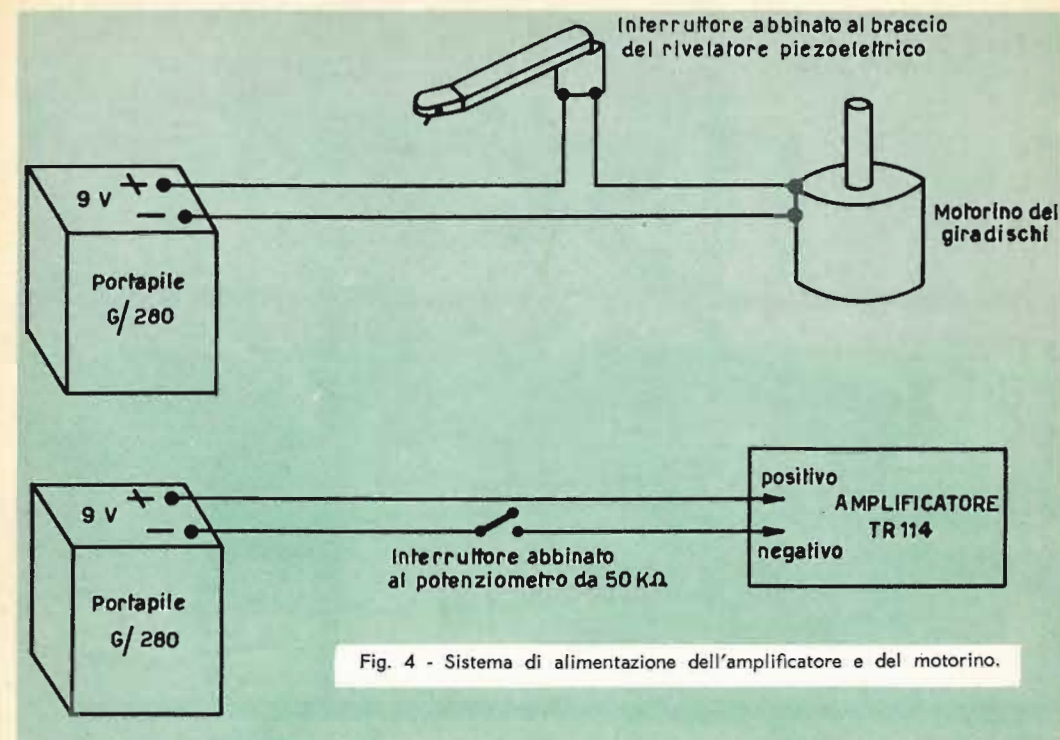 Interruttore abbinato al braccio
del rivelatore piezoelettrico
9 V + —
Portapile
G/280
Motorino del
giradischi
9 V + —
Portapile
G/280
Interruttore abbinato
al potenziometro da 50 KΩ
positivo
AMPLIFICATORE
TR 114
negativo
Fig. 4 - Sistema di alimentazione dell'amplificatore e del motorino.